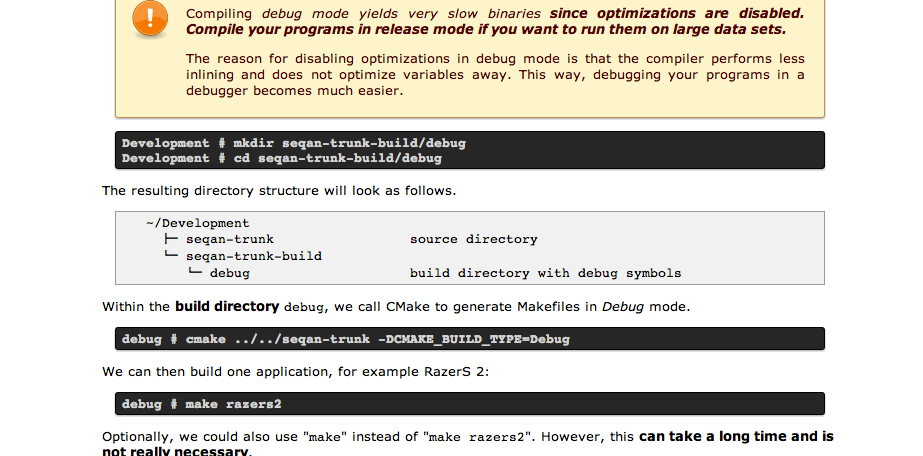 Compiling debug mode yields very slow binaries since optimizations are disabled.
Compile your programs in release mode if you want to run them on large data sets.
The reason for disabling optimizations in debug mode is that the compiler performs less
inlining and does not optimize variables away. This way, debugging your programs in a
debugger becomes much easier.
Development # mkdir seqan-trunk-build/debug
Development # cd seqan-trunk-build/debug
The resulting directory structure will look as follows.
~/Development
├─ seqan-trunk source directory
└─ seqan-trunk-build
└─ debug build directory with debug symbols
Within the build directory debug, we call CMake to generate Makefiles in Debug mode.
debug # cmake ../../seqan-trunk -DCMAKE_BUILD_TYPE=Debug
We can then build one application, for example RazerS 2:
debug # make razers2
Optionally, we could also use "make" instead of "make razers2". However, this can take a long time and is
not really necessary.